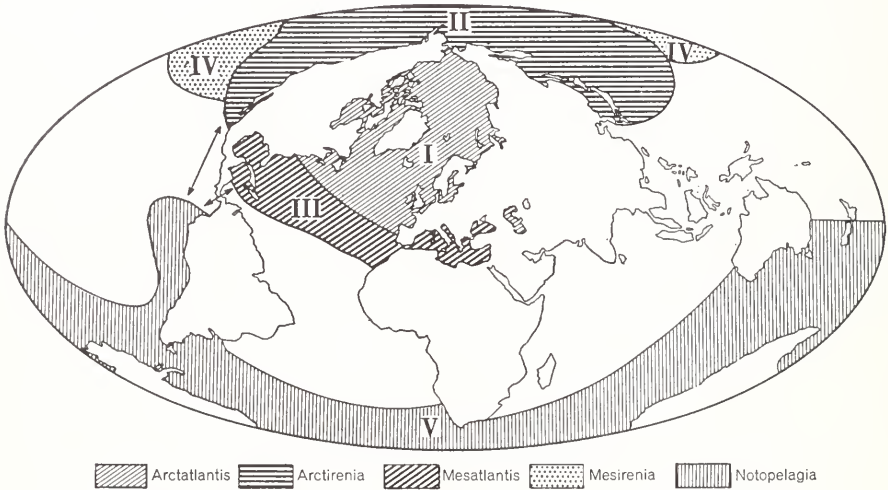 II
IV
IV
I
III
V
Arctatlantis Arctirenia Mesatlantis Mesirenia Notopelagia